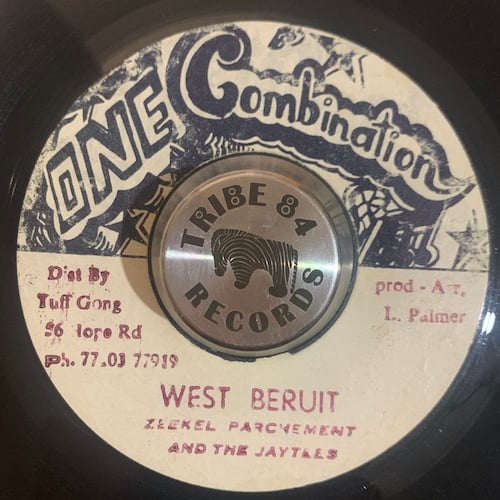 ONE Combination
TRIBE 84
RECORDS
Dist By
Tuff Gong
56 Hope Rd
Ph. 77.03 77919
prod - Arr,
L. Palmer
WEST BERUIT
ZEEKEL PARCHEMENT
AND THE JAYTEES